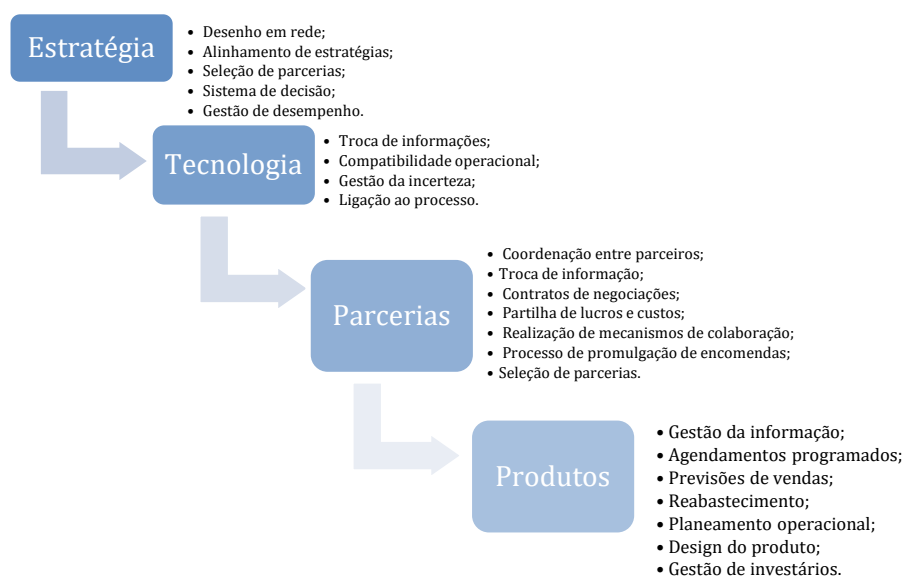 Estratégia
• Desenho em rede;
• Alinhamento de estratégias;
• Seleção de parcerias;
• Sistema de decisão;
• Gestão de desempenho.
Tecnologia
• Troca de informações;
• Compatibilidade operacional;
• Gestão da incerteza;
• Ligação ao processo.
Parcerias
• Coordenação entre parceiros;
• Troca de informação;
• Contratos de negociações;
• Partilha de lucros e custos;
• Realização de mecanismos de colaboração;
• Processo de promulgação de encomendas;
• Seleção de parcerias.
Produtos
• Gestão da informação;
• Agendamentos programados;
• Previsões de vendas;
• Reabastecimento;
• Planeamento operacional;
• Design do produto;
• Gestão de investários.